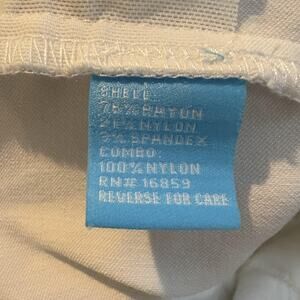 SHELL:
76% RAYON
21% NYLON
3% SPANDEX
COMBO:
100% NYLON
RN# 16859
REVERSE FOR CARE